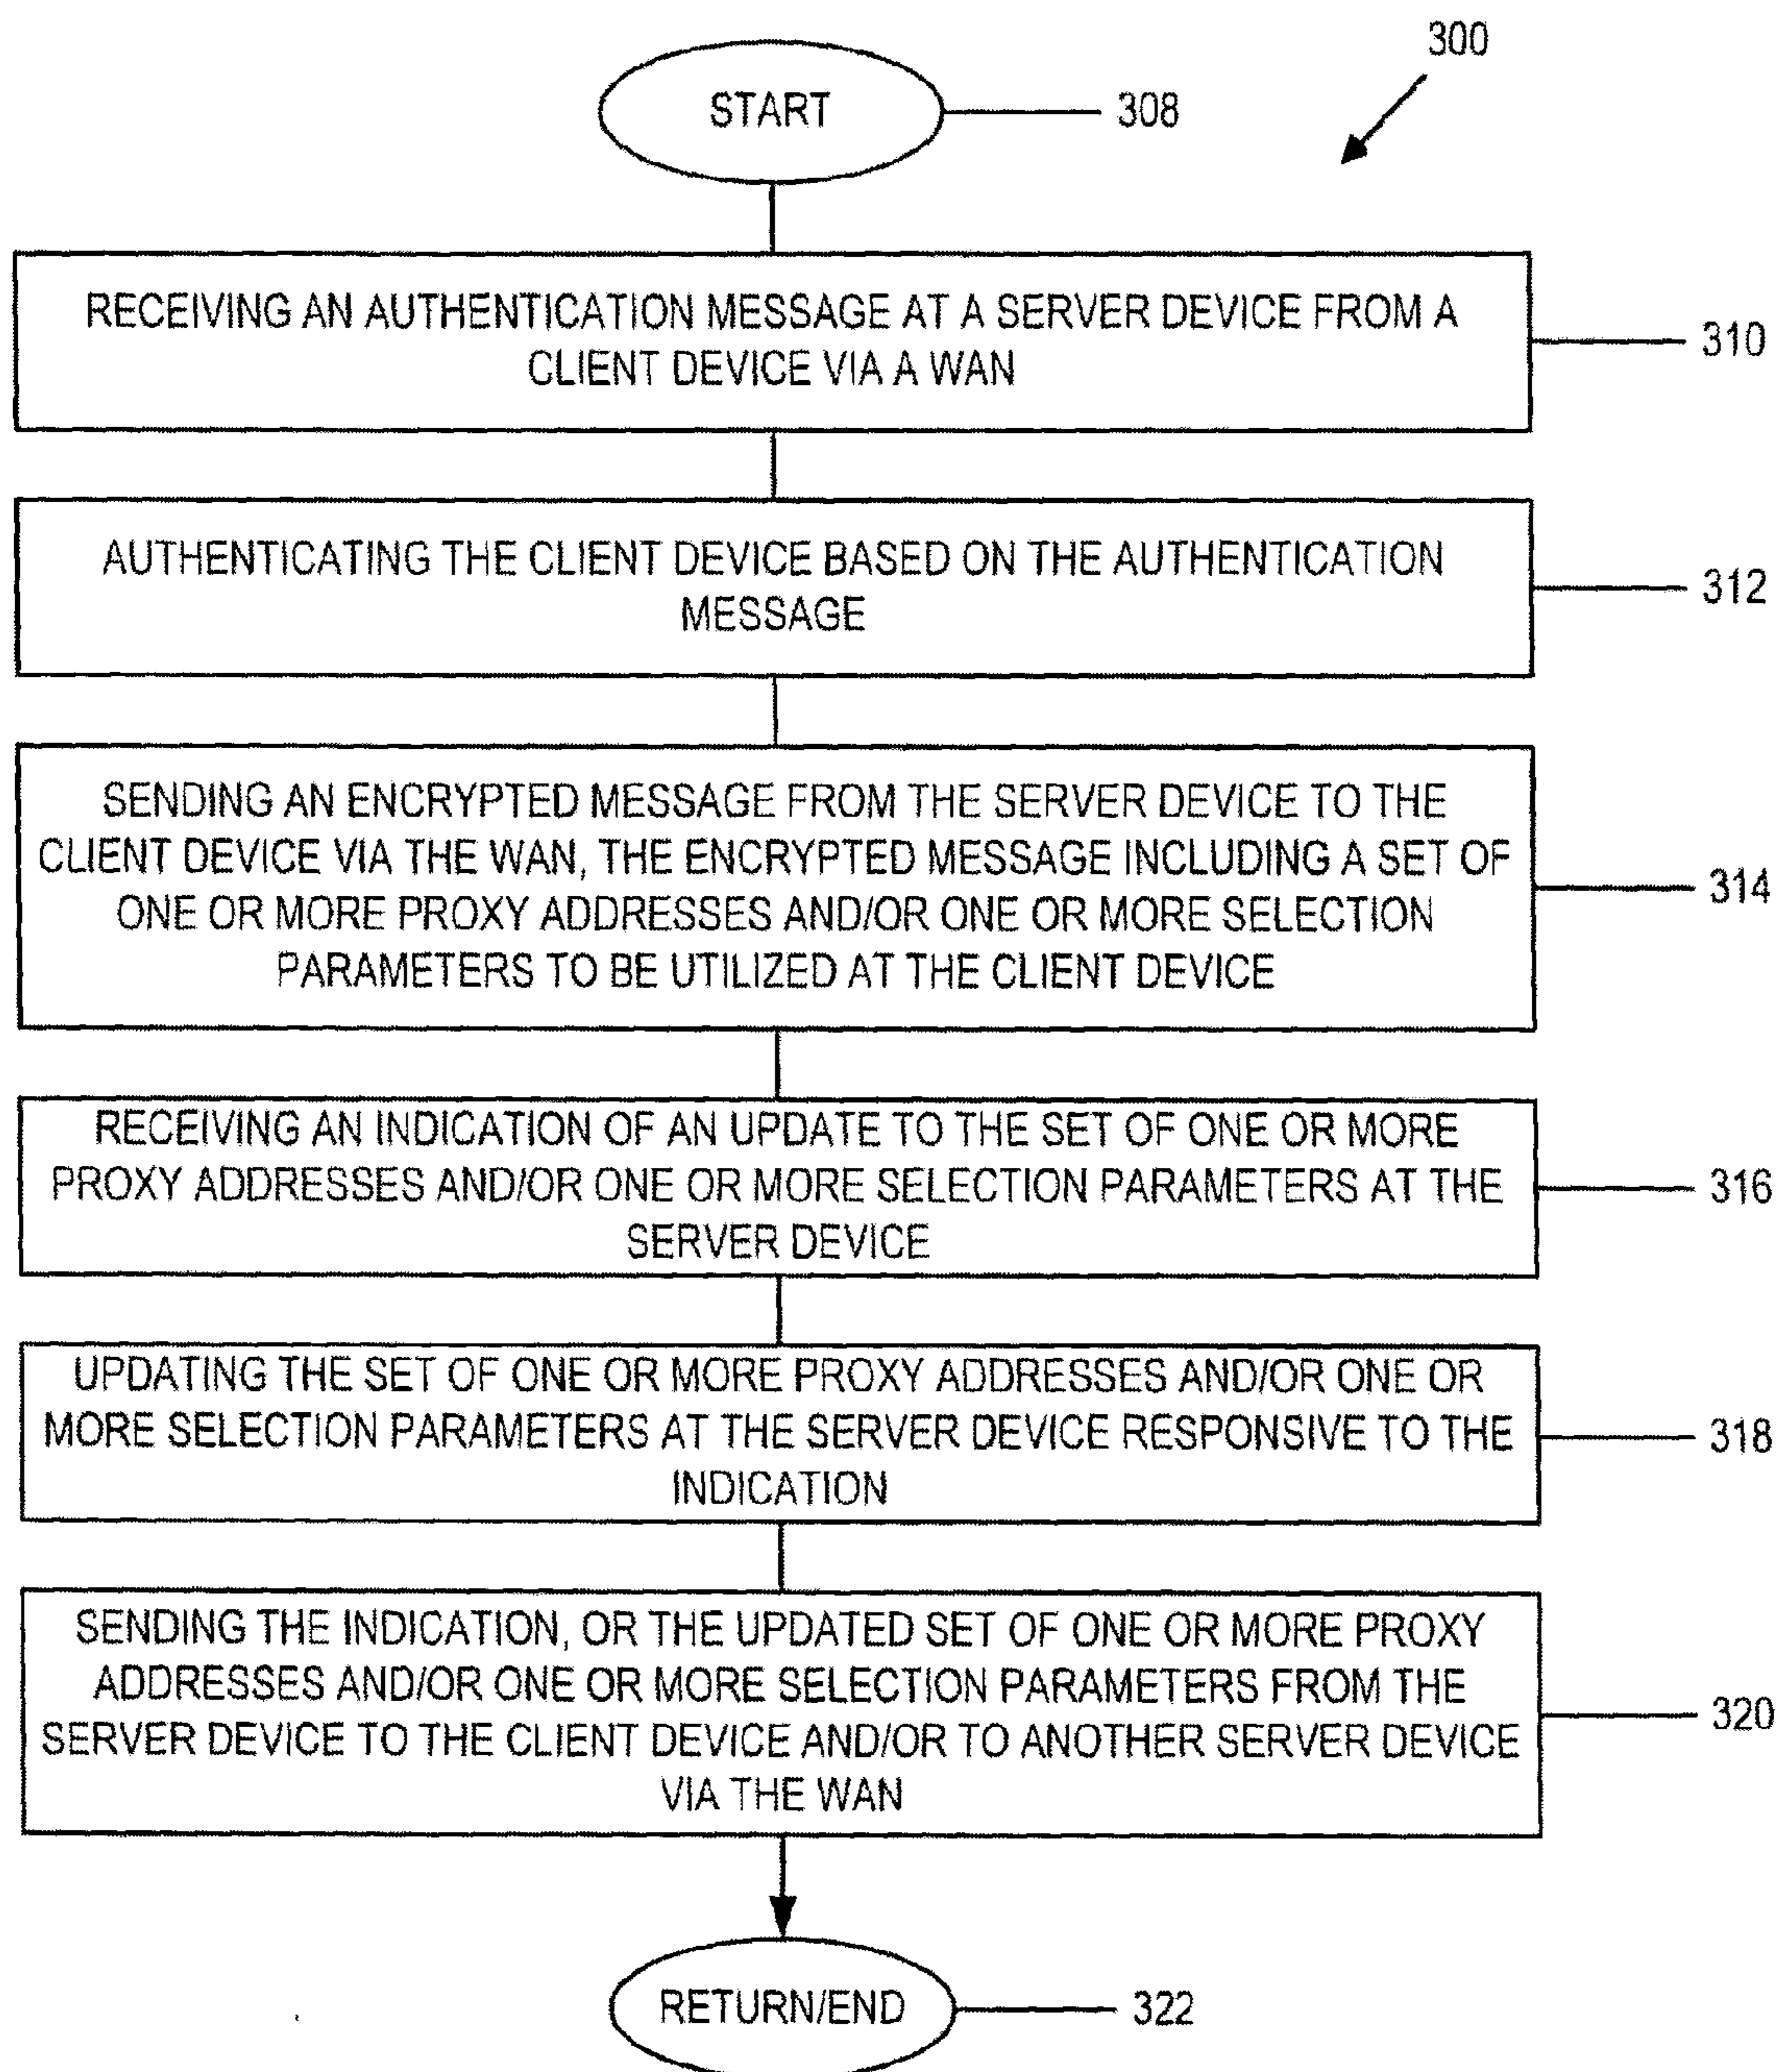 300
START
308
RECEIVING AN AUTHENTICATION MESSAGE AT A SERVER DEVICE FROM A
CLIENT DEVICE VIA A WAN
310
AUTHENTICATING THE CLIENT DEVICE BASED ON THE AUTHENTICATION
MESSAGE
312
SENDING AN ENCRYPTED MESSAGE FROM THE SERVER DEVICE TO THE
CLIENT DEVICE VIA THE WAN, THE ENCRYPTED MESSAGE INCLUDING A SET OF
ONE OR MORE PROXY ADDRESSES AND/OR ONE OR MORE SELECTION
PARAMETERS TO BE UTILIZED AT THE CLIENT DEVICE
314
RECEIVING AN INDICATION OF AN UPDATE TO THE SET OF ONE OR MORE
PROXY ADDRESSES AND/OR ONE OR MORE SELECTION PARAMETERS AT THE
SERVER DEVICE
316
UPDATING THE SET OF ONE OR MORE PROXY ADDRESSES AND/OR ONE OR
MORE SELECTION PARAMETERS AT THE SERVER DEVICE RESPONSIVE TO THE
INDICATION
318
SENDING THE INDICATION, OR THE UPDATED SET OF ONE OR MORE PROXY
ADDRESSES AND/OR ONE OR MORE SELECTION PARAMETERS FROM THE
SERVER DEVICE TO THE CLIENT DEVICE AND/OR TO ANOTHER SERVER DEVICE
VIA THE WAN
320
RETURN/END
322